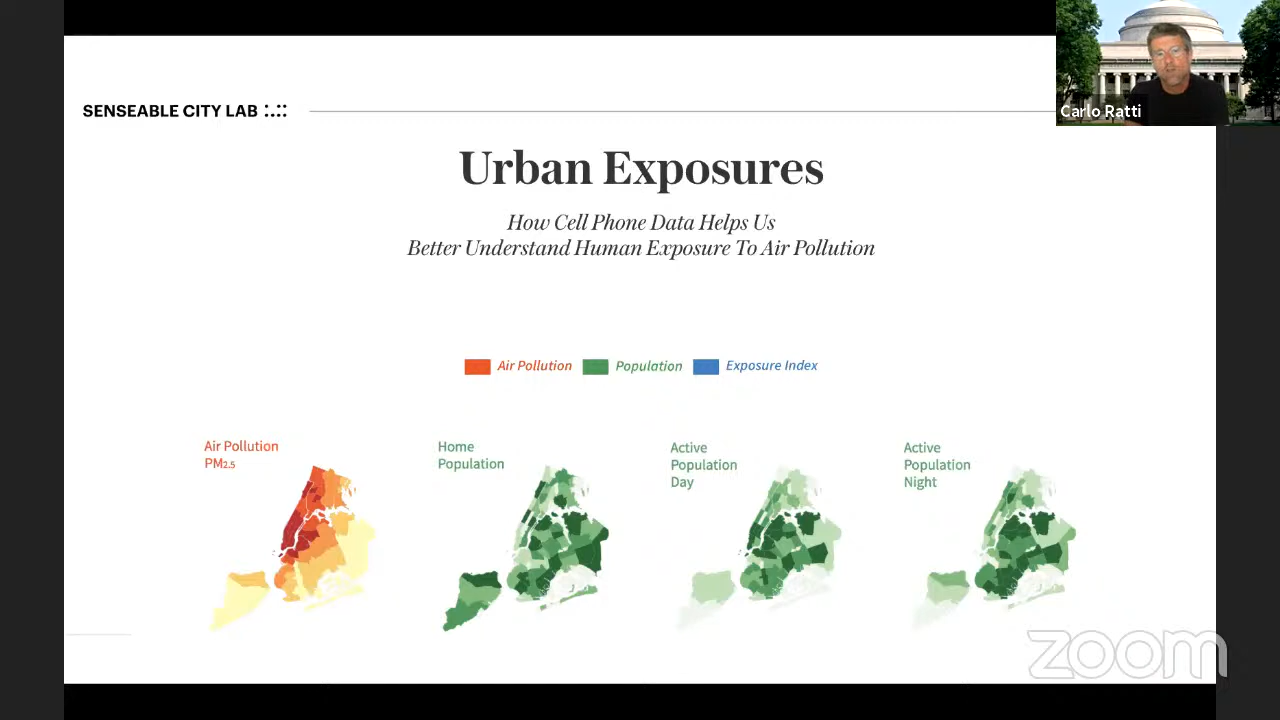 Carlo Ratti
SENSEABLE CITY LAB
Urban Exposures
How Cell Phone Data Helps Us
Better Understand Human Exposure To Air Pollution
Air Pollution
Population
Exposure Index
Air Pollution
PM2.5
Home
Population
Active
Population
Day
Active
Population
Night
zoom